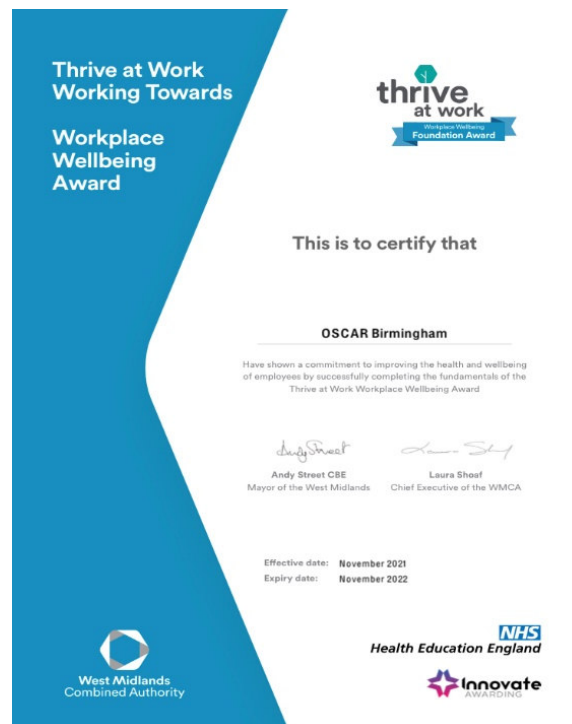 Thrive at Work
Working Towards
Workplace
Wellbeing
Award
thrive
at work
Workplace Wellbeing
Foundation Award
This is to certify that
OSCAR Birmingham
Have shown a commitment to improving the health and wellbeing
of employees by successfully completing the fundamentals of the
Thrive at Work Workplace Wellbeing Award
Andy Street
Andy Street CBE
Mayor of the West Midlands
Laura Shoaf
Chief Executive of the WMCA
Effective date: November 2021
Expiry date: November 2022
West Midlands
Combined Authority
NHS
Health Education England
Innovate
AWARDING